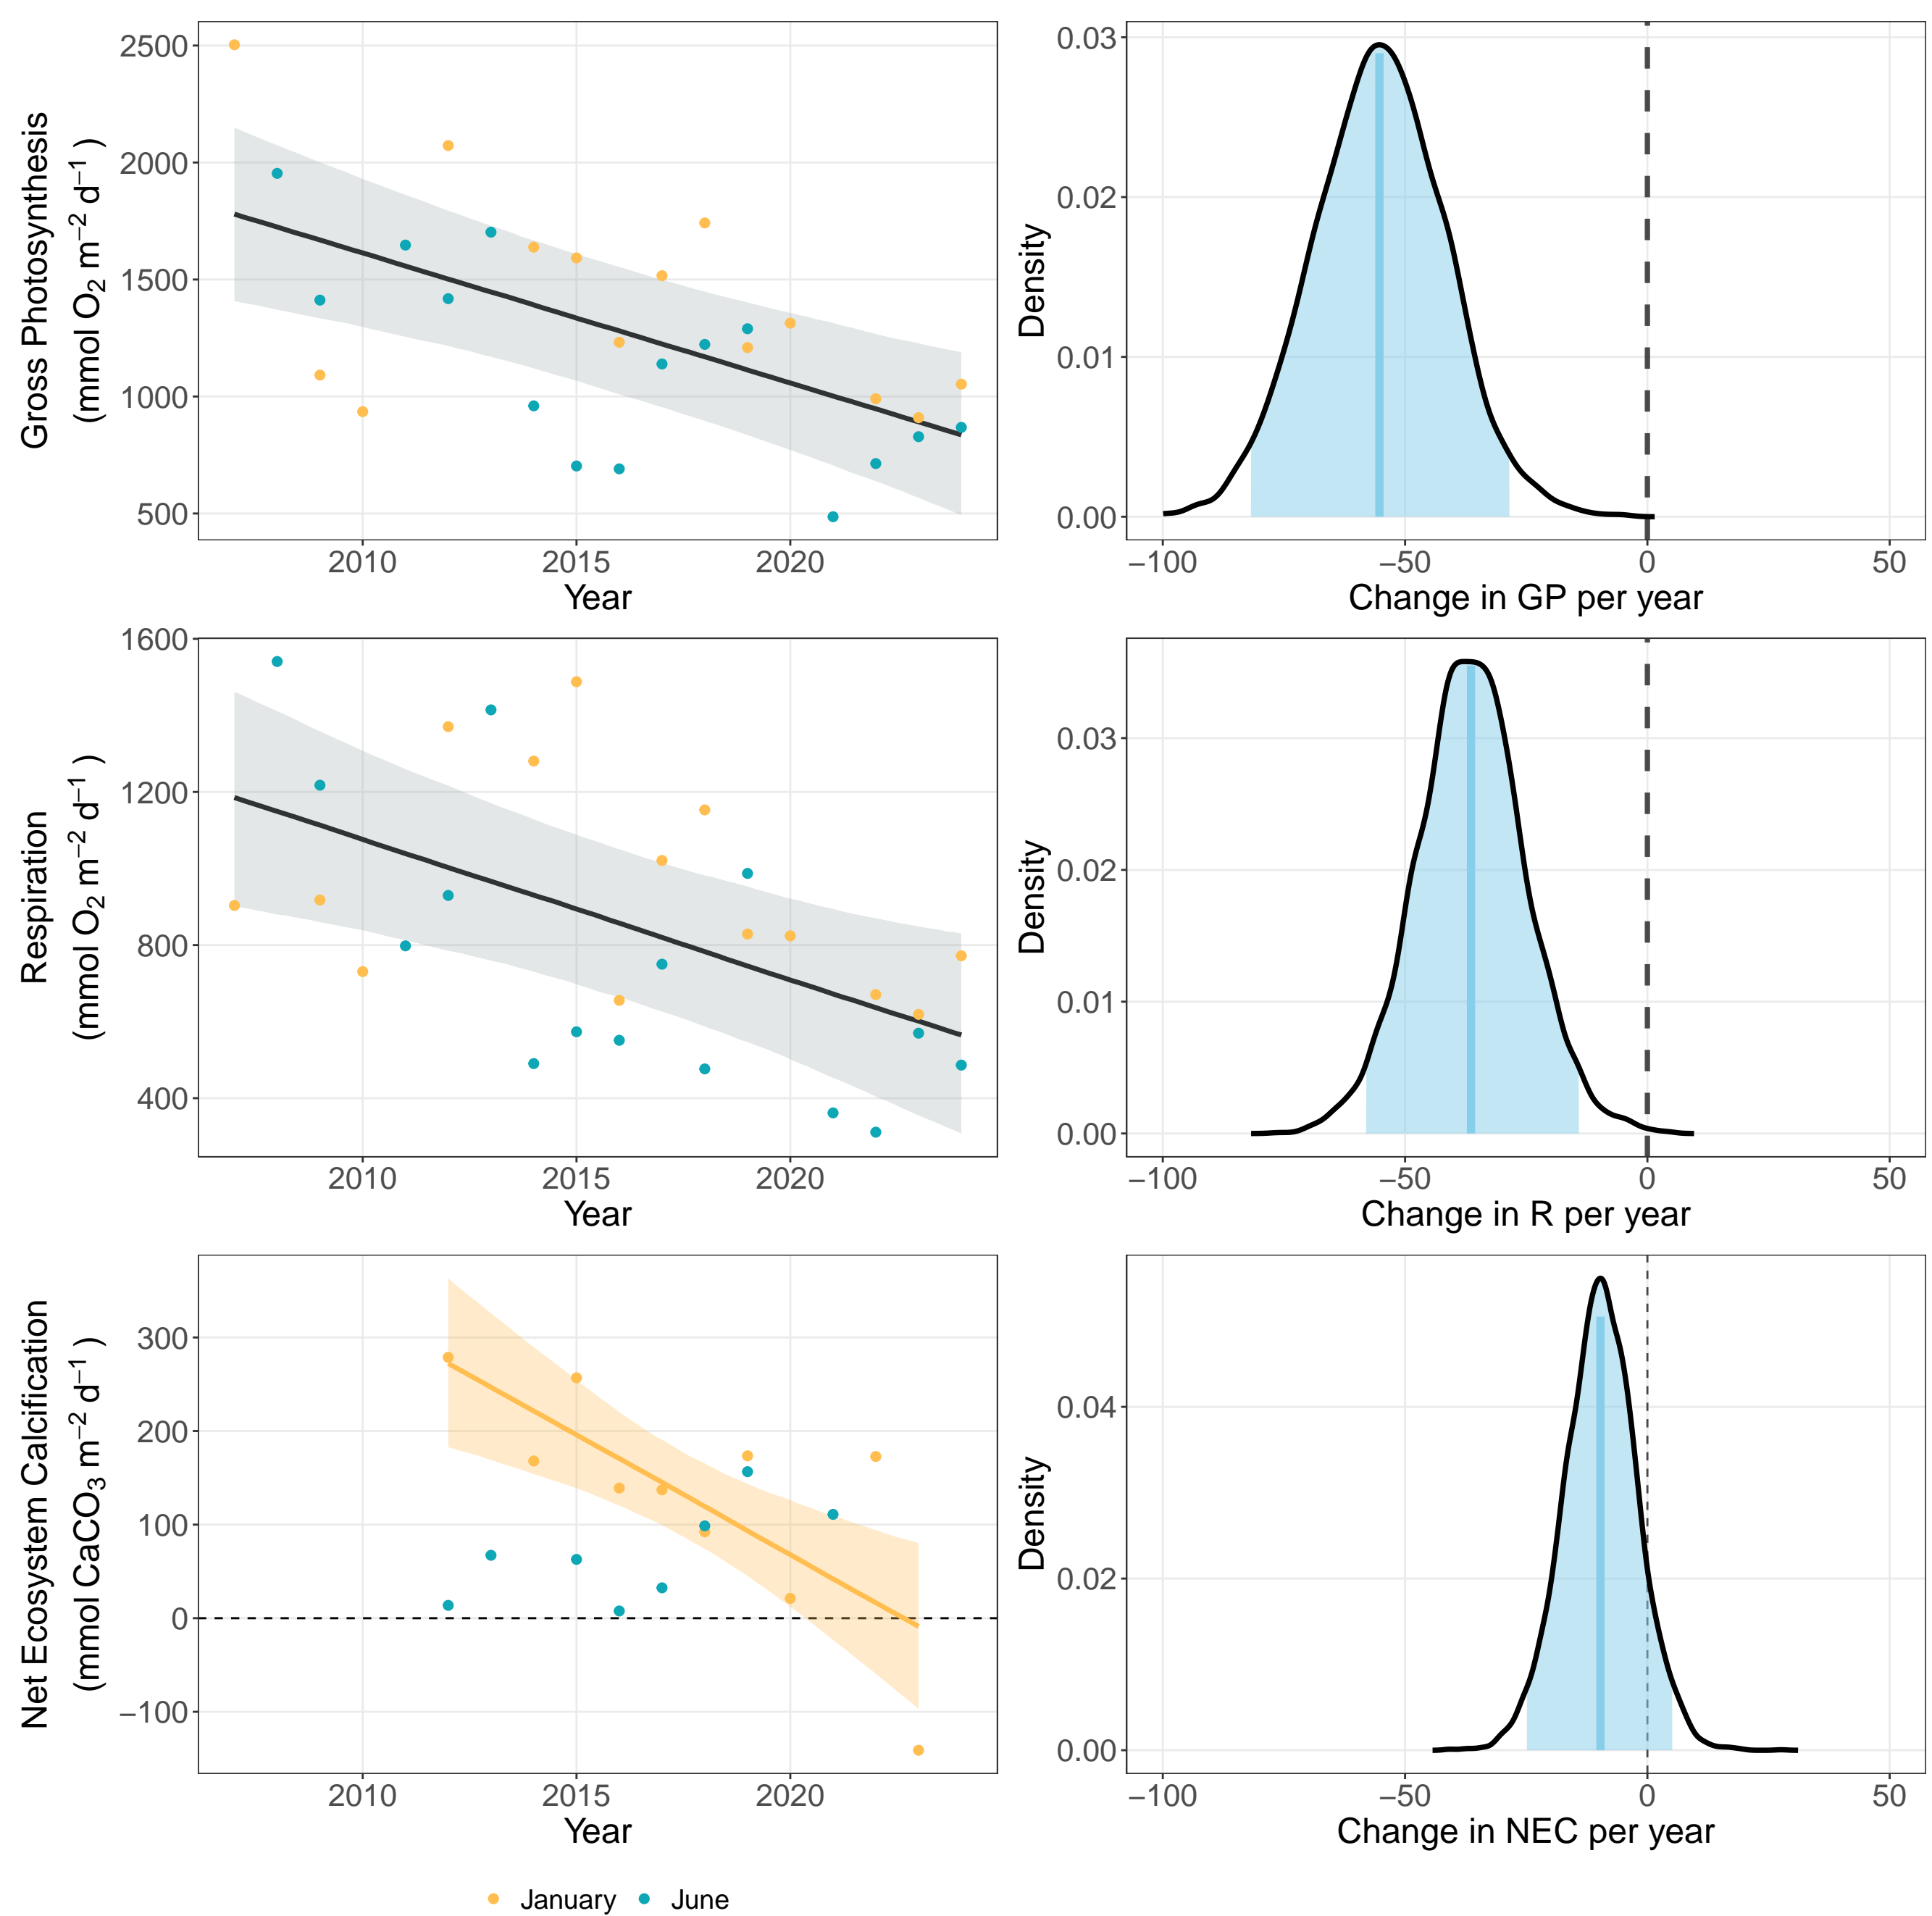 Gross Photosynthesis
(mmol O₂ m⁻² d⁻¹ )
2500
2000
1500
1000
500
2010 2015 2020
Year
Density
0.03
0.02
0.01
0.00
−100 −50 0 50
Change in GP per year
Respiration
(mmol O₂ m⁻² d⁻¹ )
1600
1200
800
400
2010 2015 2020
Year
Density
0.03
0.02
0.01
0.00
−100 −50 0 50
Change in R per year
Net Ecosystem Calcification
(mmol CaCO₃ m⁻² d⁻¹ )
300
200
100
0
−100
2010 2015 2020
Year
Density
0.04
0.02
0.00
−100 −50 0 50
Change in NEC per year
January June